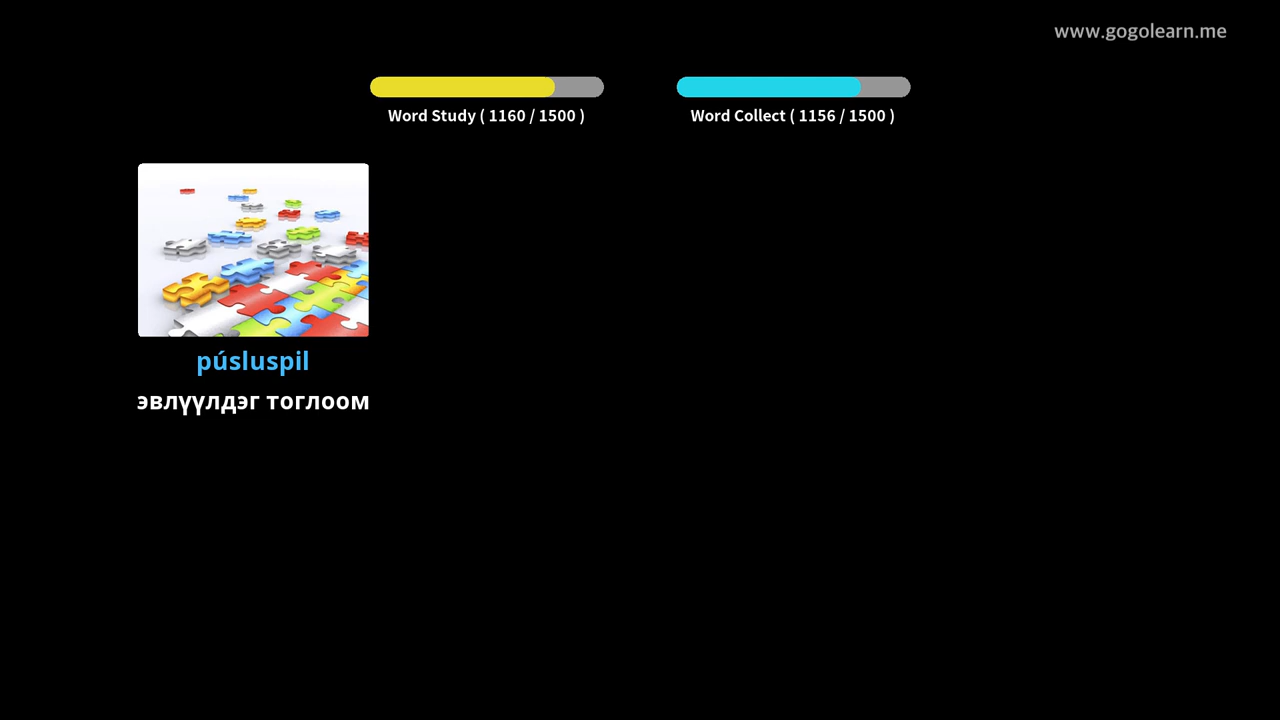 www.gogolearn.me
Word Study ( 1160 / 1500 )
Word Collect ( 1156 / 1500 )
púsluspil
эвлүүлдэг тоглоом